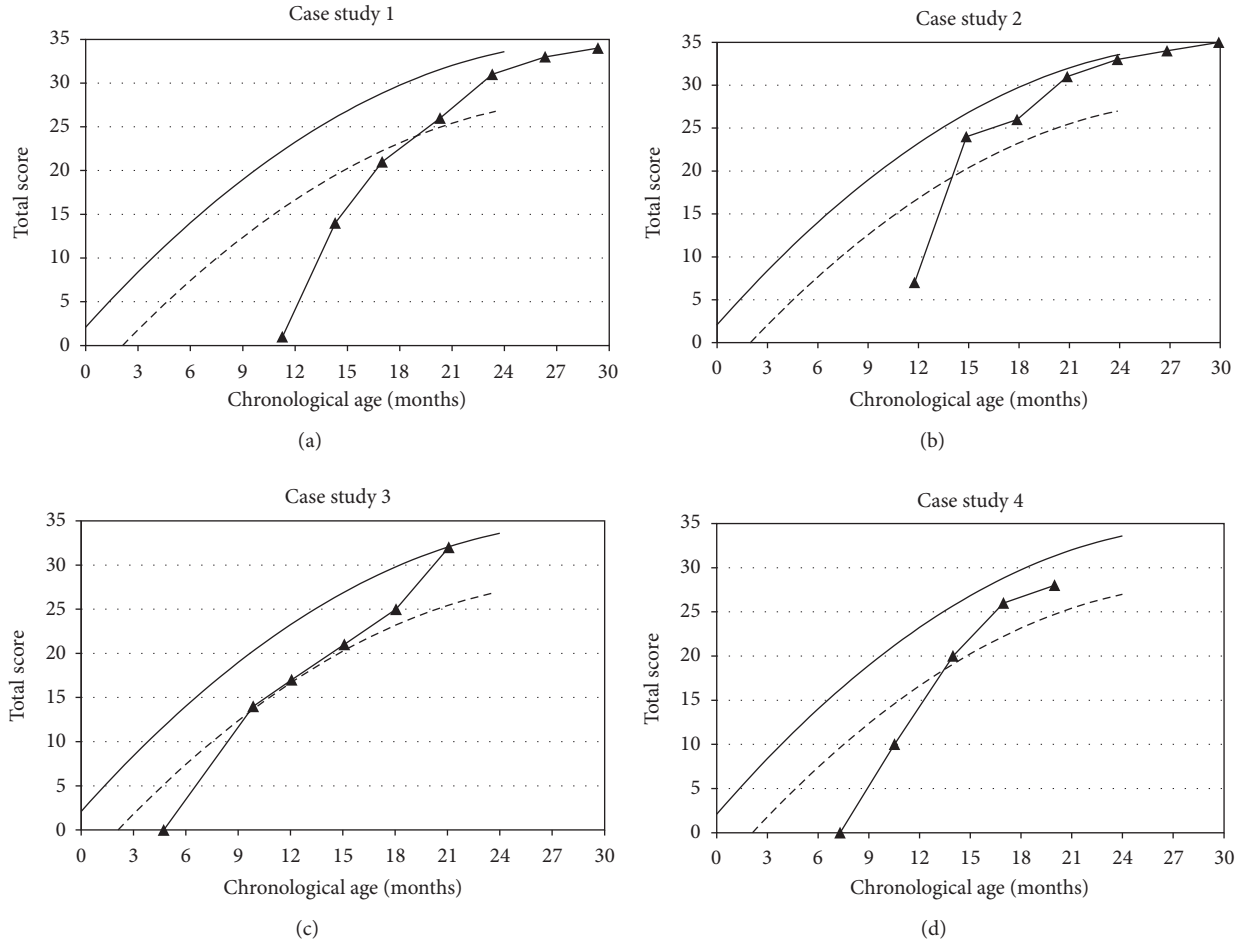 Case study 1
35
30
25
20
15
10
5
0
Total score
0 3 6 9 12 15 18 21 24 27 30
Chronological age (months)
(a)
Case study 2
35
30
25
20
15
10
5
0
Total score
0 3 6 9 12 15 18 21 24 27 30
Chronological age (months)
(b)
Case study 3
35
30
25
20
15
10
5
0
Total score
0 3 6 9 12 15 18 21 24 27 30
Chronological age (months)
(c)
Case study 4
35
30
25
20
15
10
5
0
Total score
0 3 6 9 12 15 18 21 24 27 30
Chronological age (months)
(d)